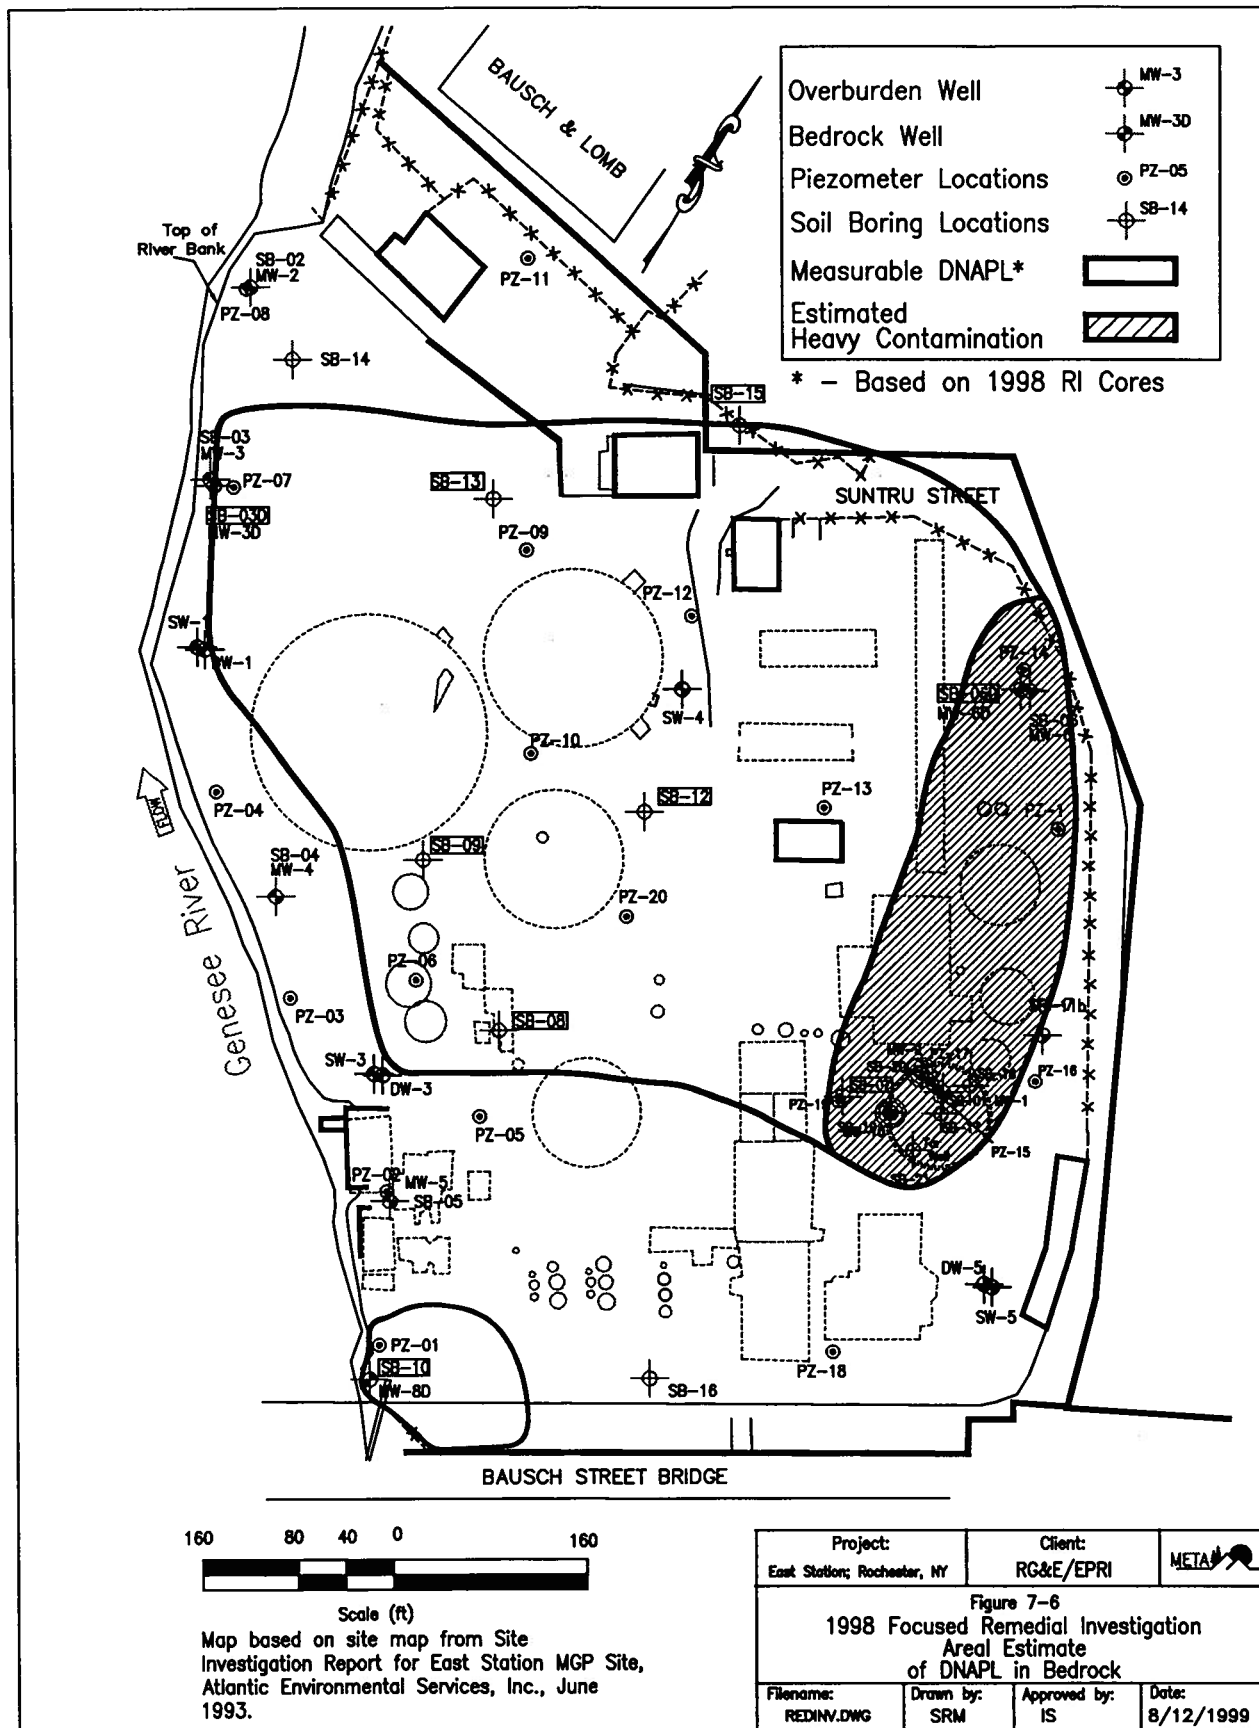 BAUSCH & LOMB
Overburden Well
MW-3
Bedrock Well
MW-3D
Piezometer Locations
PZ-05
Soil Boring Locations
SB-14
Measurable DNAPL*
Estimated
Heavy Contamination
* - Based on 1998 RI Cores
Top of
River Bank
SB-02
MW-2
PZ-08
PZ-11
SB-14
SB-15
SB-03
MW-3
PZ-07
SB-03D
MW-3D
SB-13
SUNTRU STREET
PZ-09
PZ-12
SW-1
DW-1
PZ-14
SB-06D
MW-6D
SW-4
PZ-10
PZ-04
FLOW
PZ-13
SB-12
PZ-1
SB-09
SB-04
MW-4
Genesee River
PZ-20
PZ-06
PZ-03
SB-08
SW-3
DW-3
PZ-16
PZ-05
PZ-15
PZ-02
MW-5
SB-05
DW-5
SW-5
PZ-01
SB-10
MW-8D
PZ-18
SB-16
BAUSCH STREET BRIDGE
160 80 40 0 160
Scale (ft)
Map based on site map from Site
Investigation Report for East Station MGP Site,
Atlantic Environmental Services, Inc., June
1993.
Project:
East Station; Rochester, NY
Client:
RG&E/EPRI
META
Figure 7-6
1998 Focused Remedial Investigation
Areal Estimate
of DNAPL in Bedrock
Filename:
REDINV.DWG
Drawn by:
SRM
Approved by:
IS
Date:
8/12/1999